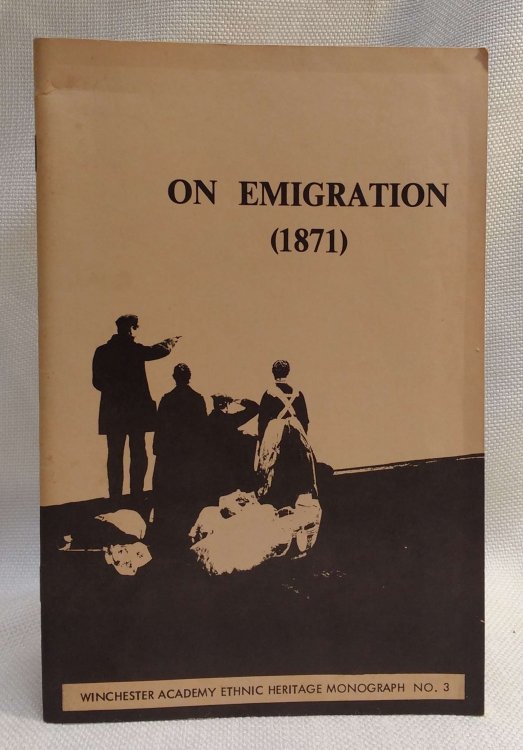 ON EMIGRATION
(1871)
WINCHESTER ACADEMY ETHNIC HERITAGE MONOGRAPH NO. 3